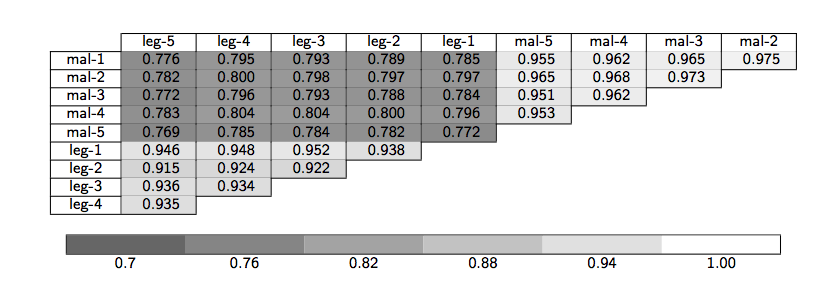 leg-5 leg-4 leg-3 leg-2 leg-1 mal-5 mal-4 mal-3 mal-2
mal-1 0.776 0.795 0.793 0.789 0.785 0.955 0.962 0.965 0.975
mal-2 0.782 0.800 0.798 0.797 0.797 0.965 0.968 0.973
mal-3 0.772 0.796 0.793 0.788 0.784 0.951 0.962
mal-4 0.783 0.804 0.804 0.800 0.796 0.953
mal-5 0.769 0.785 0.784 0.782 0.772
leg-1 0.946 0.948 0.952 0.938
leg-2 0.915 0.924 0.922
leg-3 0.936 0.934
leg-4 0.935
0.7 0.76 0.82 0.88 0.94 1.00